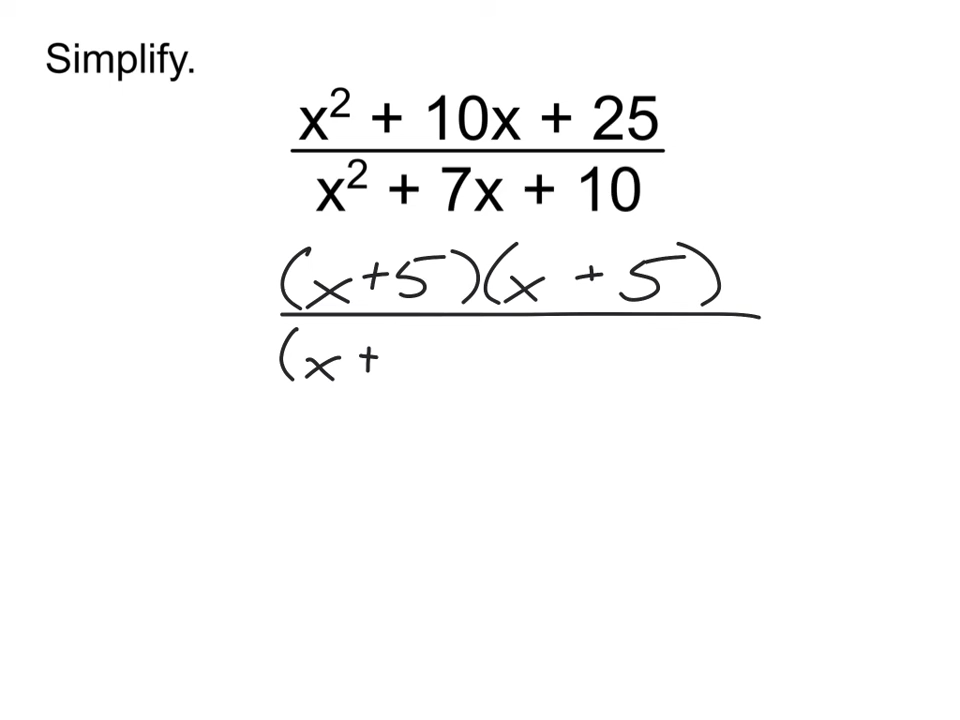 Simplify.
x² + 10x + 25
x² + 7x + 10
(x+5)(x + 5)
(x +